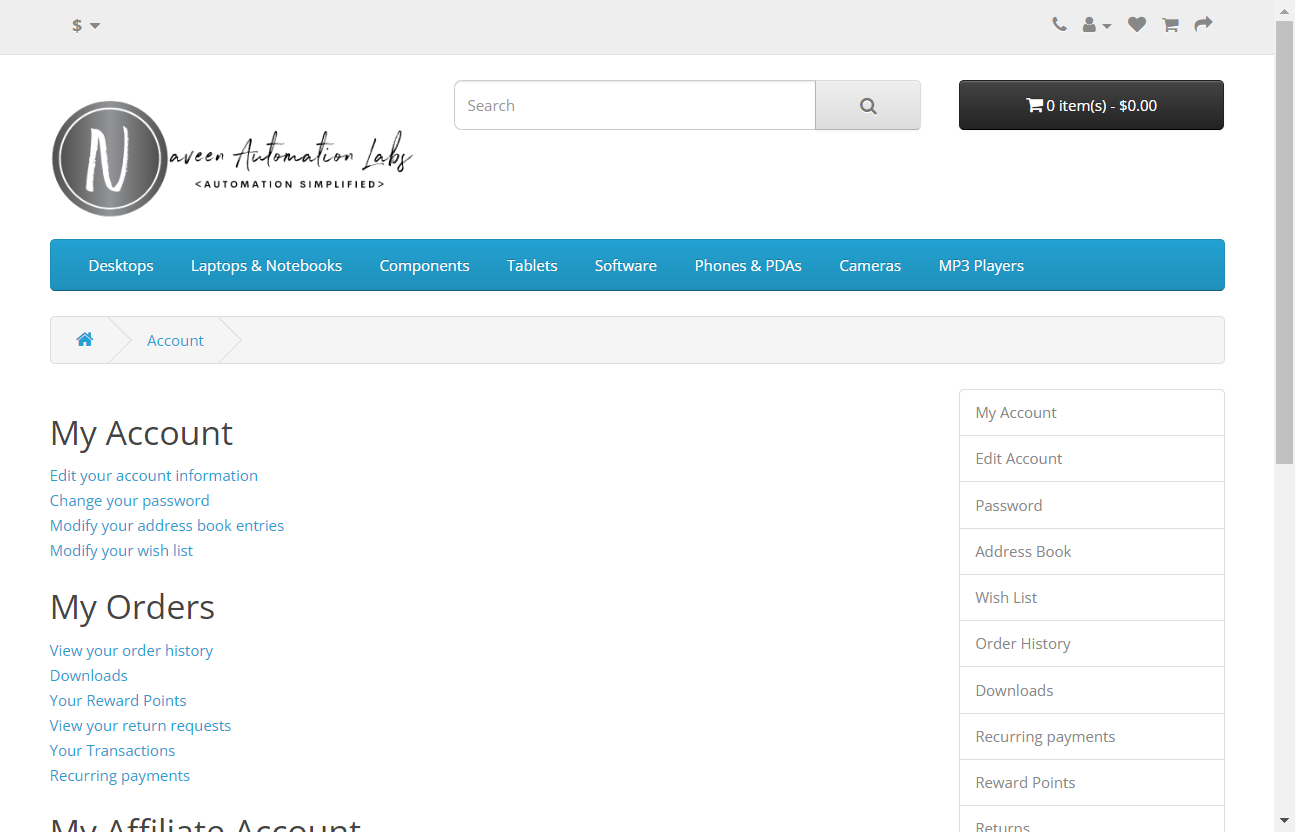 $
Search
0 item(s) - $0.00
N
aveen Automation Labs
<AUTOMATION SIMPLIFIED>
Desktops
Laptops & Notebooks
Components
Tablets
Software
Phones & PDAs
Cameras
MP3 Players
Account
My Account
Edit your account information
Change your password
Modify your address book entries
Modify your wish list
My Orders
View your order history
Downloads
Your Reward Points
View your return requests
Your Transactions
Recurring payments
My Affiliate Account
My Account
Edit Account
Password
Address Book
Wish List
Order History
Downloads
Recurring payments
Reward Points
Returns